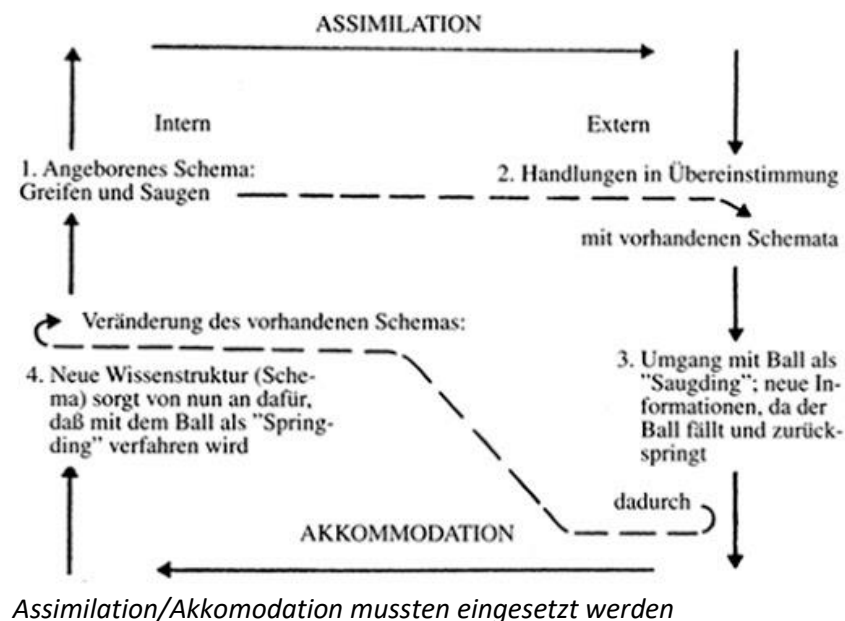 ASSIMILATION
Intern
Extern
1. Angeborenes Schema:
Greifen und Saugen
2. Handlungen in Übereinstimmung
mit vorhandenen Schemata
Veränderung des vorhandenen Schemas:
4. Neue Wissenstruktur (Sche-
ma) sorgt von nun an dafür,
daß mit dem Ball als "Spring-
ding" verfahren wird
3. Umgang mit Ball als
"Saugding"; neue In-
formationen, da der
Ball fällt und zurück-
springt
dadurch
AKKOMMODATION
Assimilation/Akkomodation mussten eingesetzt werden